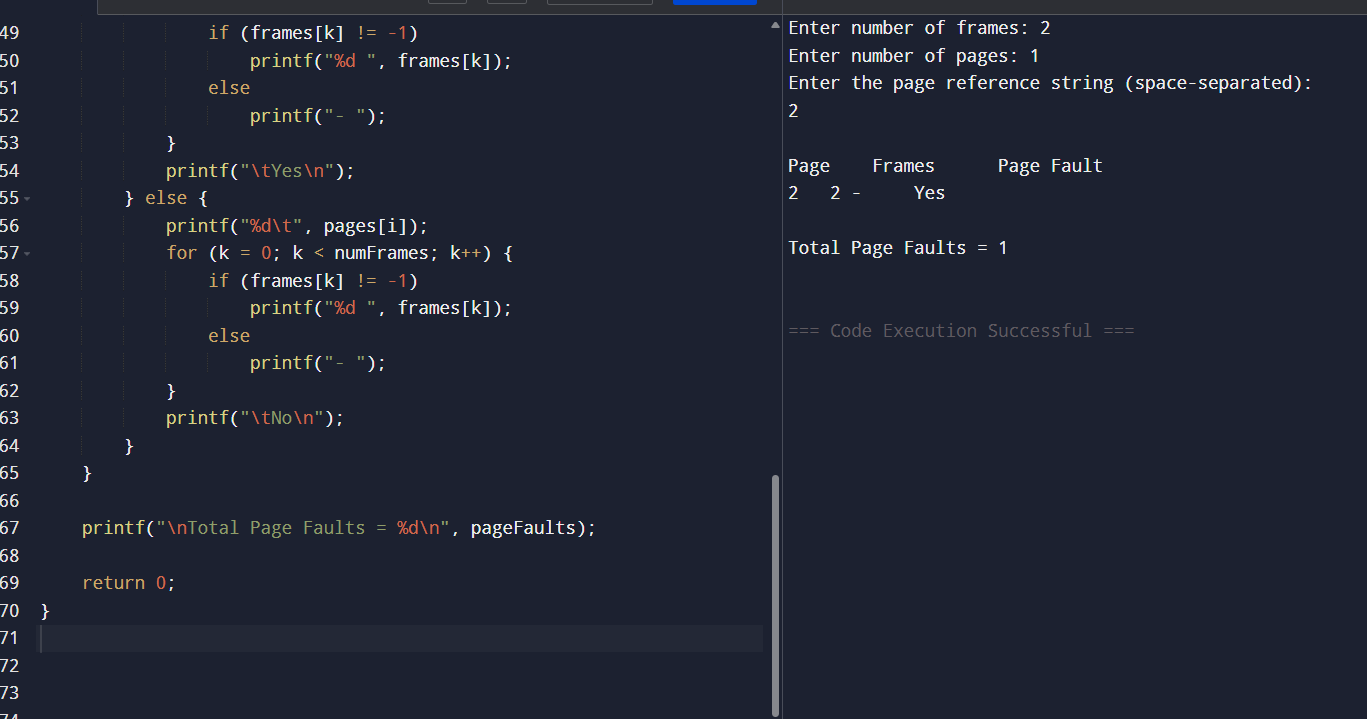 49 if (frames[k] != -1)
50 printf("%d ", frames[k]);
51 else
52 printf("- ");
53 }
54 printf("\tYes\n");
55 } else {
56 printf("%d\t", pages[i]);
57 for (k = 0; k < numFrames; k++) {
58 if (frames[k] != -1)
59 printf("%d ", frames[k]);
60 else
61 printf("- ");
62 }
63 printf("\tNo\n");
64 }
65 }
66
67 printf("\nTotal Page Faults = %d\n", pageFaults);
68
69 return 0;
70 }
71
72
73
74
Enter number of frames: 2
Enter number of pages: 1
Enter the page reference string (space-separated):
2
Page Frames Page Fault
2 2 - Yes
Total Page Faults = 1
=== Code Execution Successful ===